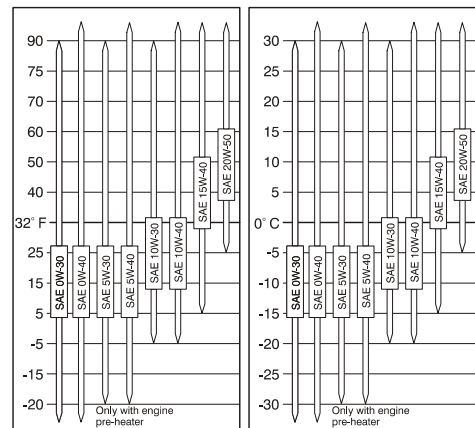 90
75
70
60
50
40
32° F
25
15
5
-5
-15
-20
SAE 0W-30
SAE 0W-40
SAE 5W-30
SAE 5W-40
SAE 10W-30
SAE 10W-40
SAE 15W-40
SAE 20W-50
Only with engine
pre-heater
30
25
20
15
10
5
0° C
-5
-10
-15
-20
-25
-30
SAE 0W-30
SAE 0W-40
SAE 5W-30
SAE 5W-40
SAE 10W-30
SAE 10W-40
SAE 15W-40
SAE 20W-50
Only with engine
pre-heater